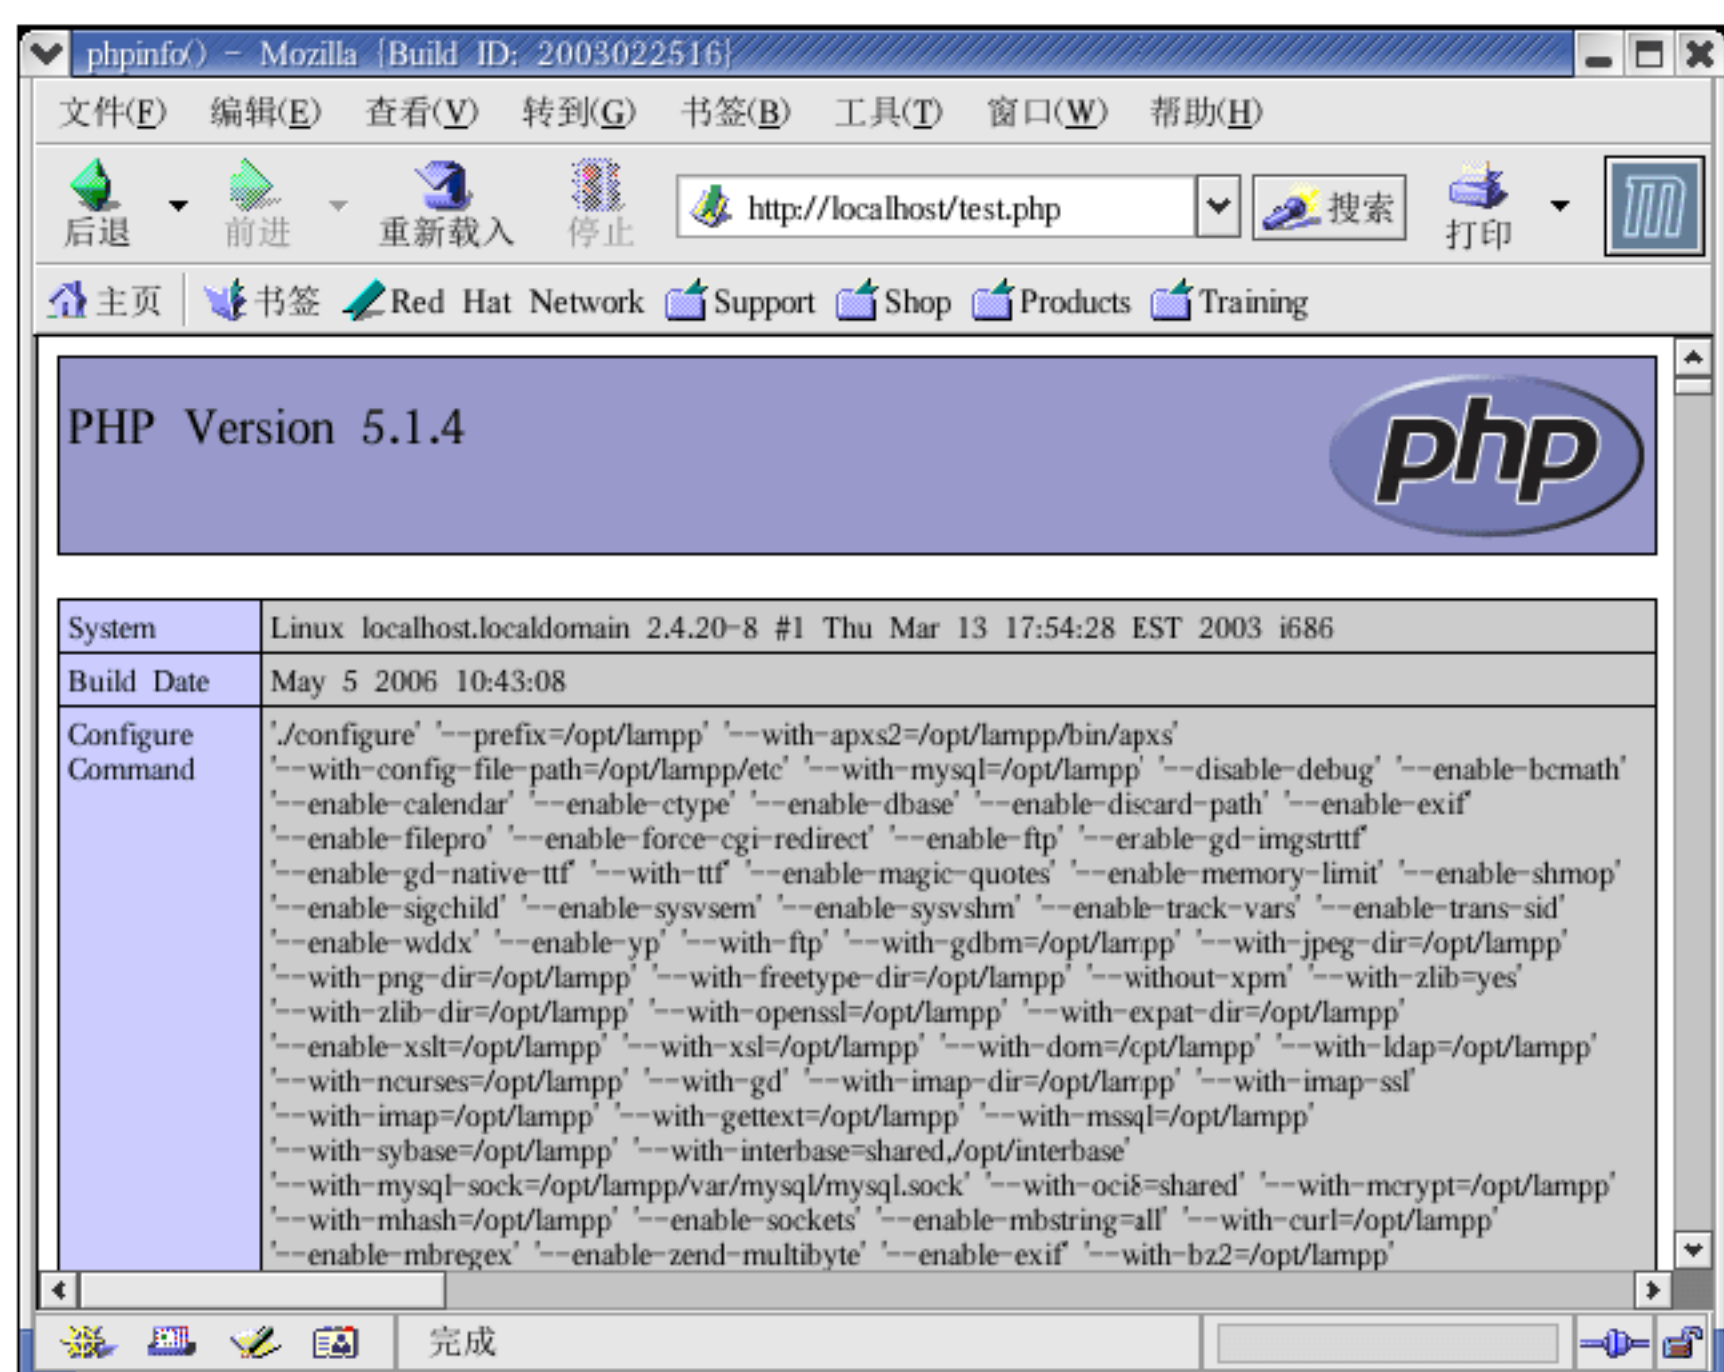 phpinfo() - Mozilla {Build ID: 2003022516}
文件(F) 编辑(E) 查看(V) 转到(G) 书签(B) 工具(T) 窗口(W) 帮助(H)
后退 前进 重新载入 停止 http://localhost/test.php 搜索 打印
主页 书签 Red Hat Network Support Shop Products Training
PHP Version 5.1.4 php
System Linux localhost.localdomain 2.4.20-8 #1 Thu Mar 13 17:54:28 EST 2003 i686
Build Date May 5 2006 10:43:08
Configure Command './configure' '--prefix=/opt/lampp' '--with-apxs2=/opt/lampp/bin/apxs'
'--with-config-file-path=/opt/lampp/etc' '--with-mysql=/opt/lampp' '--disable-debug' '--enable-bcmath'
'--enable-calendar' '--enable-ctype' '--enable-dbase' '--enable-discard-path' '--enable-exif'
'--enable-filepro' '--enable-force-cgi-redirect' '--enable-ftp' '--enable-gd-imgstrttf'
'--enable-gd-native-ttf' '--with-ttf' '--enable-magic-quotes' '--enable-memory-limit' '--enable-shmop'
'--enable-sigchild' '--enable-sysvsem' '--enable-sysvshm' '--enable-track-vars' '--enable-trans-sid'
'--enable-wddx' '--enable-yp' '--with-ftp' '--with-gdbm=/opt/lampp' '--with-jpeg-dir=/opt/lampp'
'--with-png-dir=/opt/lampp' '--with-freetype-dir=/opt/lampp' '--without-xpm' '--with-zlib=yes'
'--with-zlib-dir=/opt/lampp' '--with-openssl=/opt/lampp' '--with-expat-dir=/opt/lampp'
'--enable-xslt=/opt/lampp' '--with-xsl=/opt/lampp' '--with-dom=/opt/lampp' '--with-ldap=/opt/lampp'
'--with-ncurses=/opt/lampp' '--with-gd' '--with-imap-dir=/opt/lampp' '--with-imap-ssl'
'--with-imap=/opt/lampp' '--with-gettext=/opt/lampp' '--with-mssql=/opt/lampp'
'--with-sybase=/opt/lampp' '--with-interbase=shared,/opt/interbase'
'--with-mysql-sock=/opt/lampp/var/mysql/mysql.sock' '--with-oci8=shared' '--with-mcrypt=/opt/lampp'
'--with-mhash=/opt/lampp' '--enable-sockets' '--enable-mbstring=all' '--with-curl=/opt/lampp'
'--enable-mbregex' '--enable-zend-multibyte' '--enable-exif' '--with-bz2=/opt/lampp'
完成